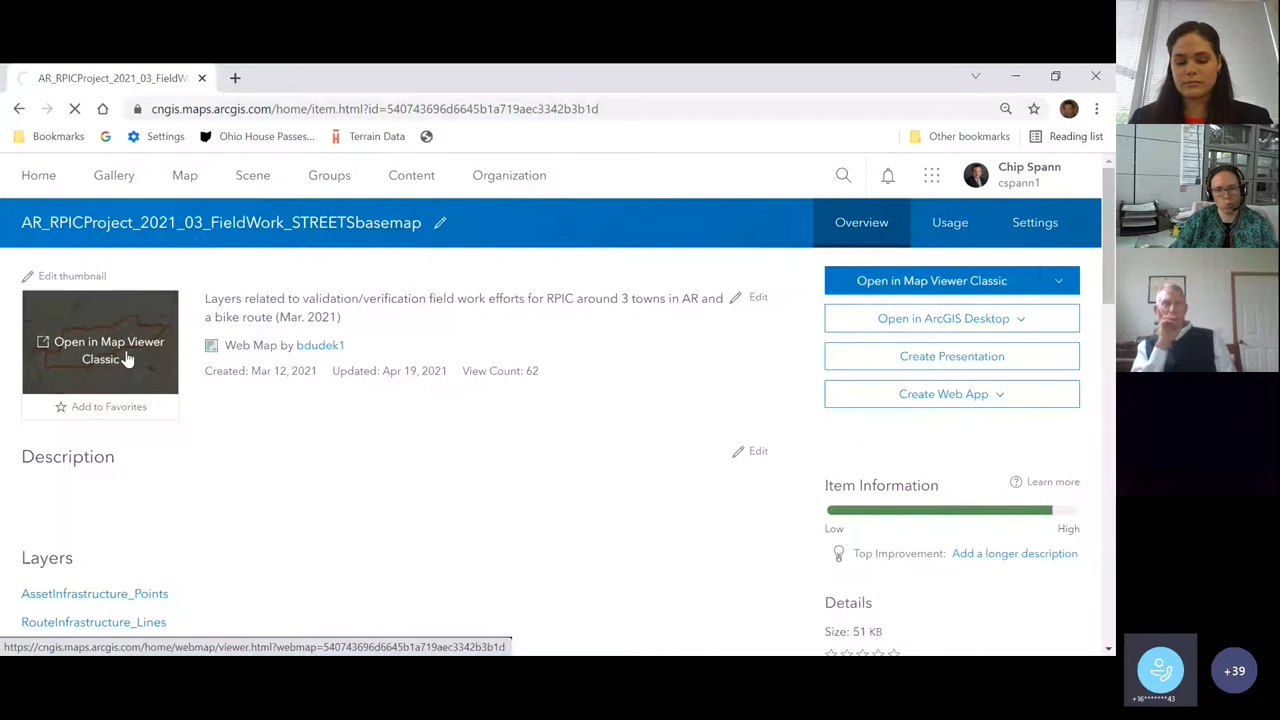 AR_RPICProject_2021_03_FieldW
cngis.maps.arcgis.com/home/item.html?id=540743696d6645b1a719aec3342b3b1d
Bookmarks
Settings
Ohio House Passes...
Terrain Data
Other bookmarks
Reading list
Home
Gallery
Map
Scene
Groups
Content
Organization
Chip Spann
cspann1
AR_RPICProject_2021_03_FieldWork_STREETSbasemap
Overview
Usage
Settings
Edit thumbnail
Open in Map Viewer
Classic
Add to Favorites
Layers related to validation/verification field work efforts for RPIC around 3 towns in AR and
a bike route (Mar. 2021)
Edit
Web Map by bdudek1
Created: Mar 12, 2021 Updated: Apr 19, 2021 View Count: 62
Open in Map Viewer Classic
Open in ArcGIS Desktop
Create Presentation
Create Web App
Description
Edit
Layers
AssetInfrastructure_Points
RouteInfrastructure_Lines
Item Information
Learn more
Low
High
Top Improvement: Add a longer description
Details
Size: 51 KB
https://cngis.maps.arcgis.com/home/webmap/viewer.html?webmap=540743696d6645b1a719aec3342b3b1d
+16*******43
+39